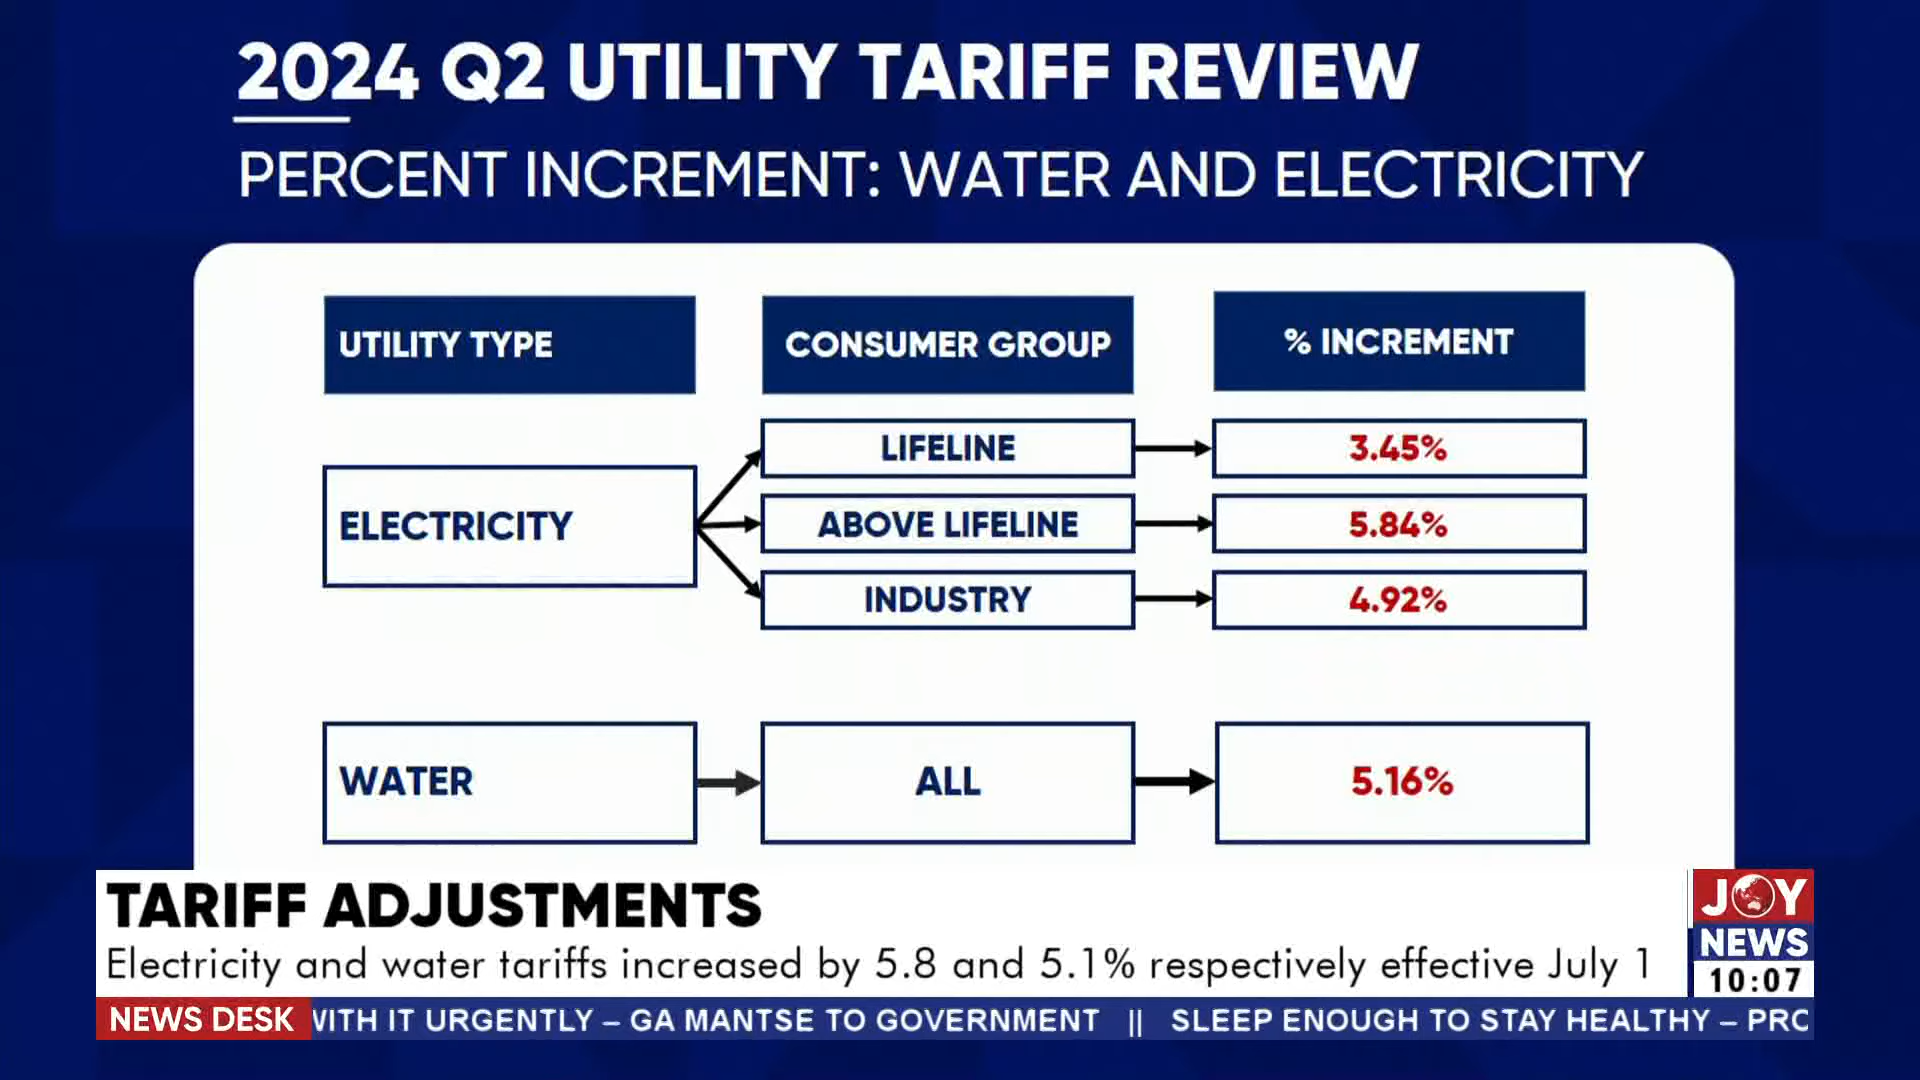 2024 Q2 UTILITY TARIFF REVIEW
PERCENT INCREMENT: WATER AND ELECTRICITY
UTILITY TYPE CONSUMER GROUP % INCREMENT
ELECTRICITY
LIFELINE 3.45%
ABOVE LIFELINE 5.84%
INDUSTRY 4.92%
WATER ALL 5.16%
TARIFF ADJUSTMENTS
Electricity and water tariffs increased by 5.8 and 5.1% respectively effective July 1
JOY
NEWS
10:07
NEWS DESK WITH IT URGENTLY – GA MANTSE TO GOVERNMENT || SLEEP ENOUGH TO STAY HEALTHY – PRO